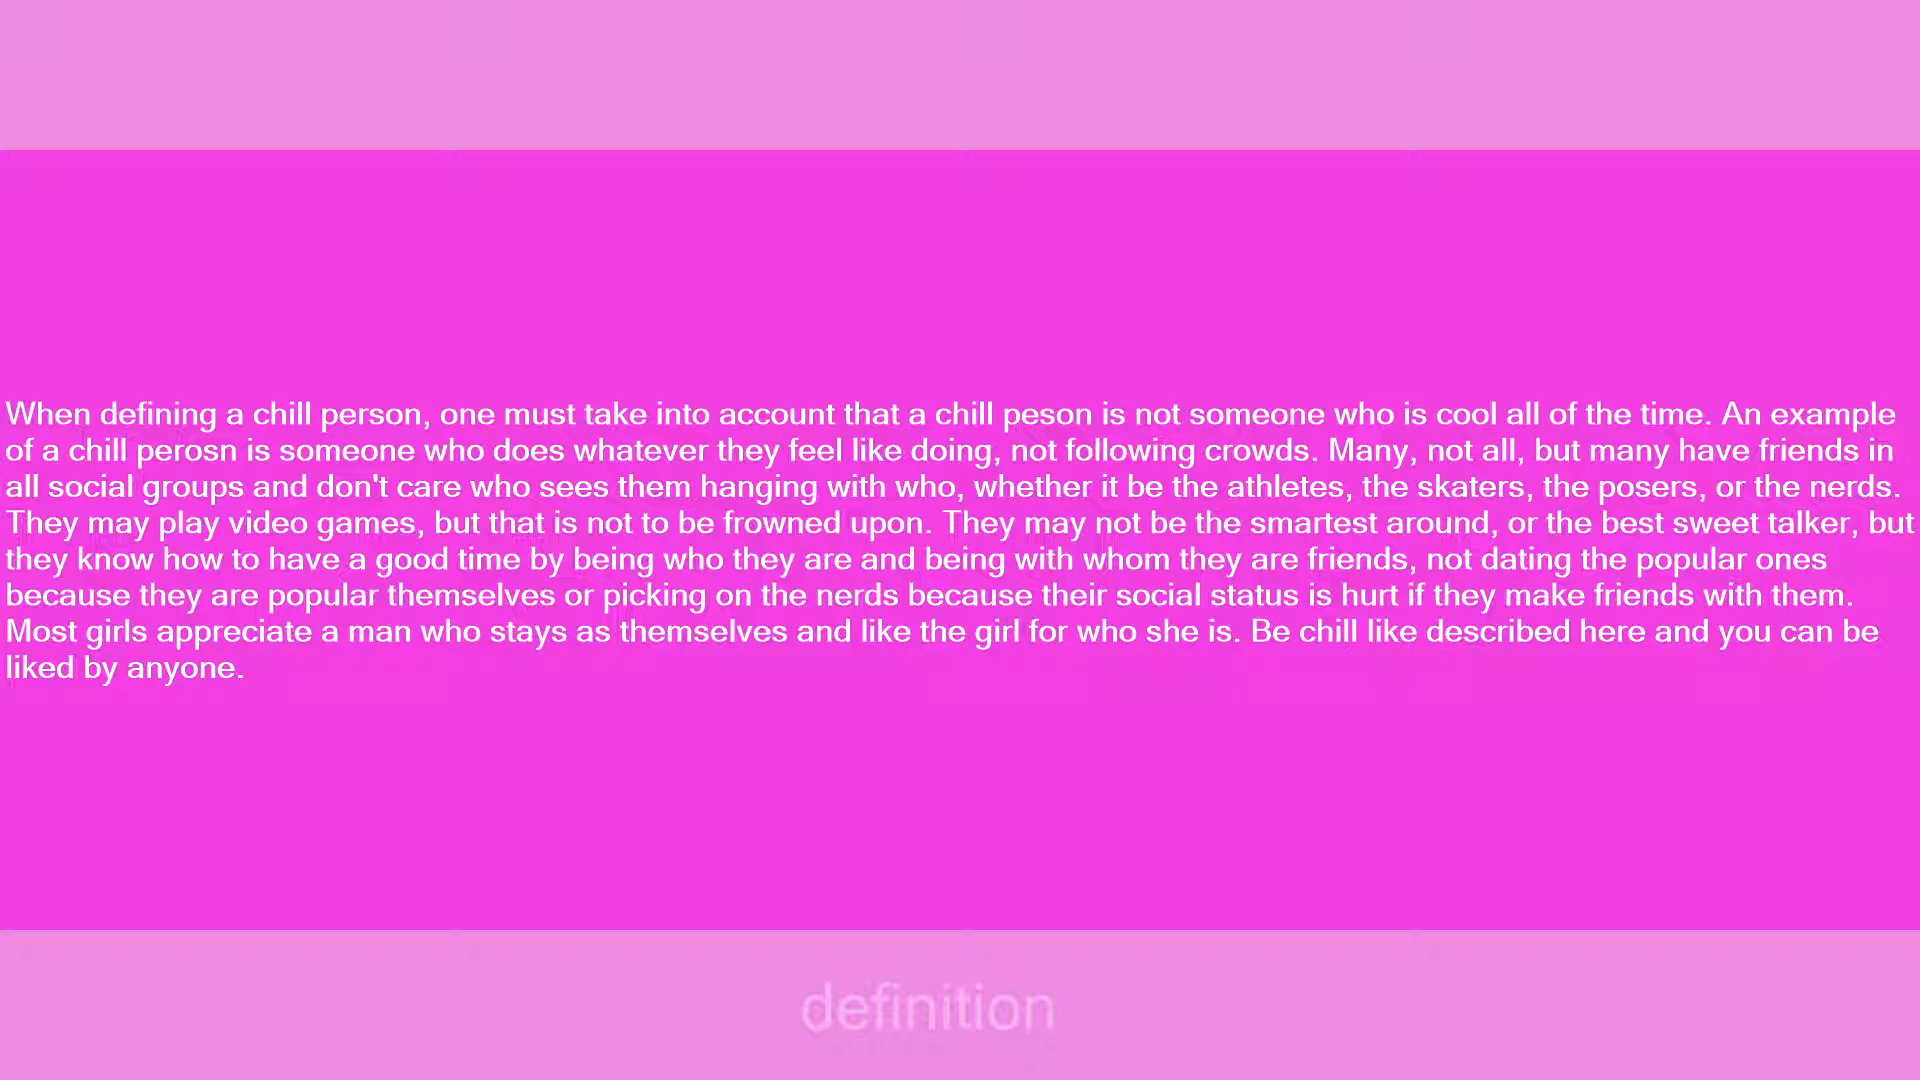 When defining a chill person, one must take into account that a chill peson is not someone who is cool all of the time. An example
of a chill perosn is someone who does whatever they feel like doing, not following crowds. Many, not all, but many have friends in
all social groups and don't care who sees them hanging with who, whether it be the athletes, the skaters, the posers, or the nerds.
They may play video games, but that is not to be frowned upon. They may not be the smartest around, or the best sweet talker, but
they know how to have a good time by being who they are and being with whom they are friends, not dating the popular ones
because they are popular themselves or picking on the nerds because their social status is hurt if they make friends with them.
Most girls appreciate a man who stays as themselves and like the girl for who she is. Be chill like described here and you can be
liked by anyone.
definition